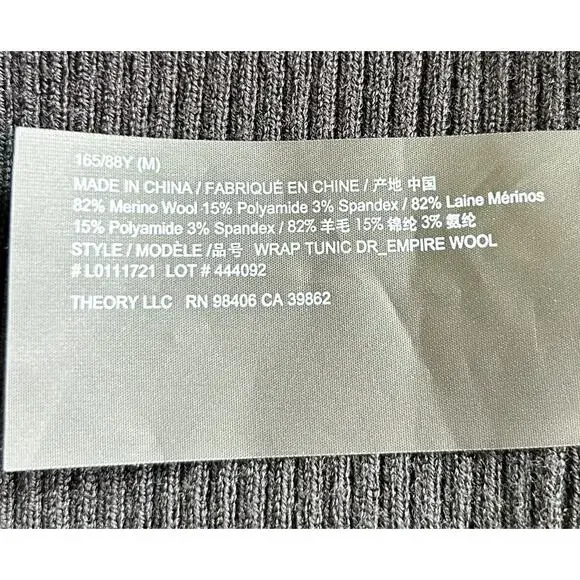 165/88Y (M)
MADE IN CHINA / FABRIQUÉ EN CHINE / 产地 中国
82% Merino Wool 15% Polyamide 3% Spandex / 82% Laine Mérinos
15% Polyamide 3% Spandex / 82% 羊毛 15% 锦纶 3% 氨纶
STYLE / MODÈLE /品号 WRAP TUNIC DR_EMPIRE WOOL
# L0111721 LOT # 444092
THEORY LLC RN 98406 CA 39862